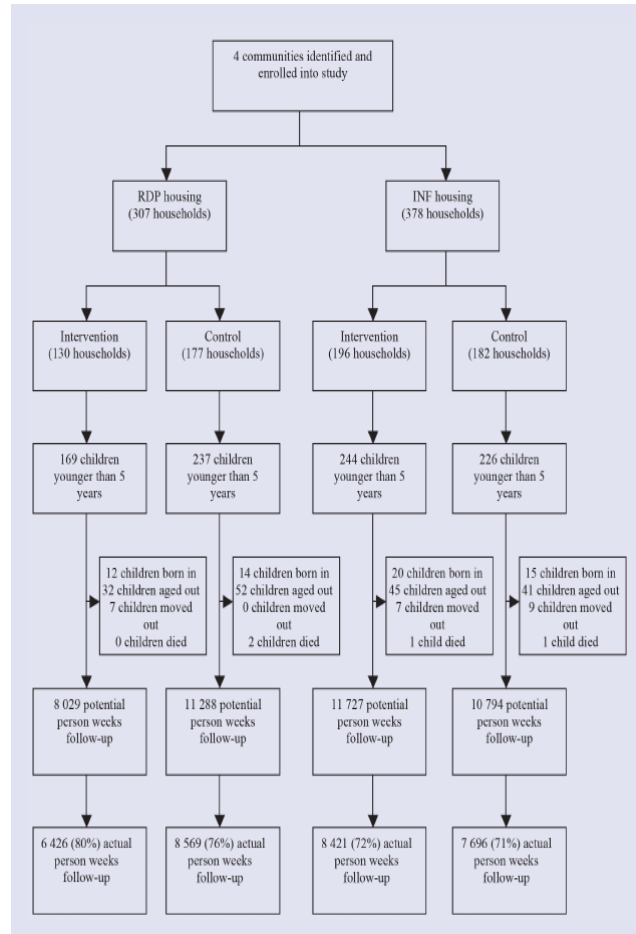 4 communities identified and
enrolled into study
RDP housing
(307 households)
INF housing
(378 households)
Intervention
(130 households)
Control
(177 households)
Intervention
(196 households)
Control
(182 households)
169 children
younger than 5
years
237 children
younger than 5
years
244 children
younger than 5
years
226 children
younger than 5
years
12 children born in
32 children aged out
7 children moved
out
0 children died
14 children born in
52 children aged out
0 children moved
out
2 children died
20 children born in
45 children aged out
7 children moved
out
1 child died
15 children born in
41 children aged out
9 children moved
out
1 child died
8 029 potential
person weeks
follow-up
11 288 potential
person weeks
follow-up
11 727 potential
person weeks
follow-up
10 794 potential
person weeks
follow-up
6 426 (80%) actual
person weeks
follow-up
8 569 (76%) actual
person weeks
follow-up
8 421 (72%) actual
person weeks
follow-up
7 696 (71%) actual
person weeks
follow-up